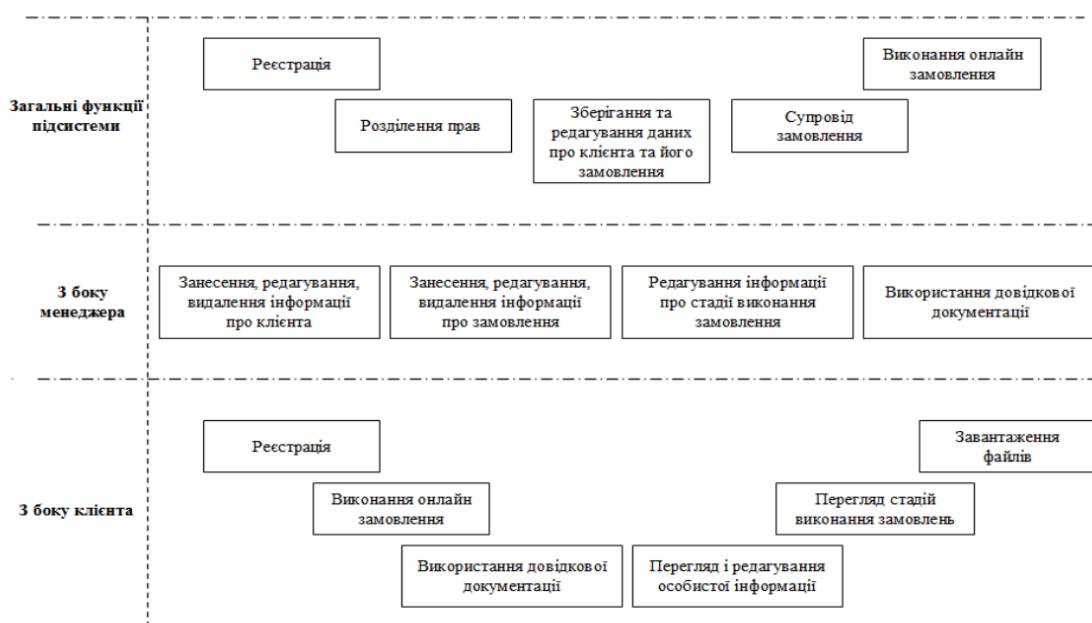 Загальні функції
підсистеми
Реєстрація
Розділення прав
Зберігання та
редагування даних
про клієнта та його
замовлення
Супровід
замовлення
Виконання онлайн
замовлення
З боку
менеджера
Занесення, редагування,
видалення інформації
про клієнта
Занесення, редагування,
видалення інформації
про замовлення
Редагування інформації
про стадії виконання
замовлення
Використання довідкової
документації
З боку клієнта
Реєстрація
Виконання онлайн
замовлення
Використання довідкової
документації
Перегляд і редагування
особистої інформації
Перегляд стадій
виконання замовлень
Завантаження
файлів